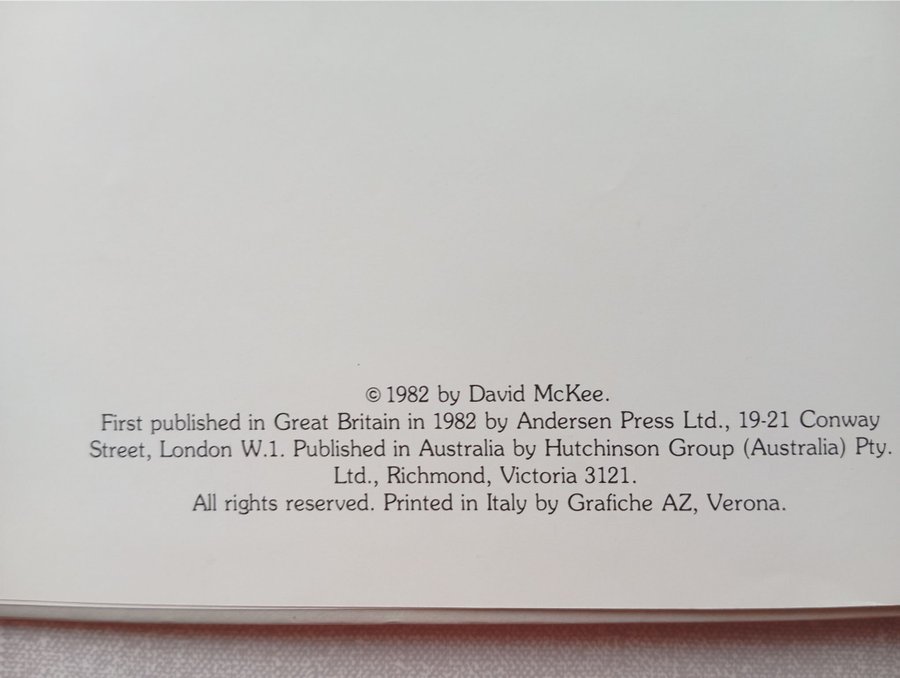 © 1982 by David McKee.
First published in Great Britain in 1982 by Andersen Press Ltd., 19-21 Conway
Street, London W.1. Published in Australia by Hutchinson Group (Australia) Pty.
Ltd., Richmond, Victoria 3121.
All rights reserved. Printed in Italy by Grafiche AZ, Verona.